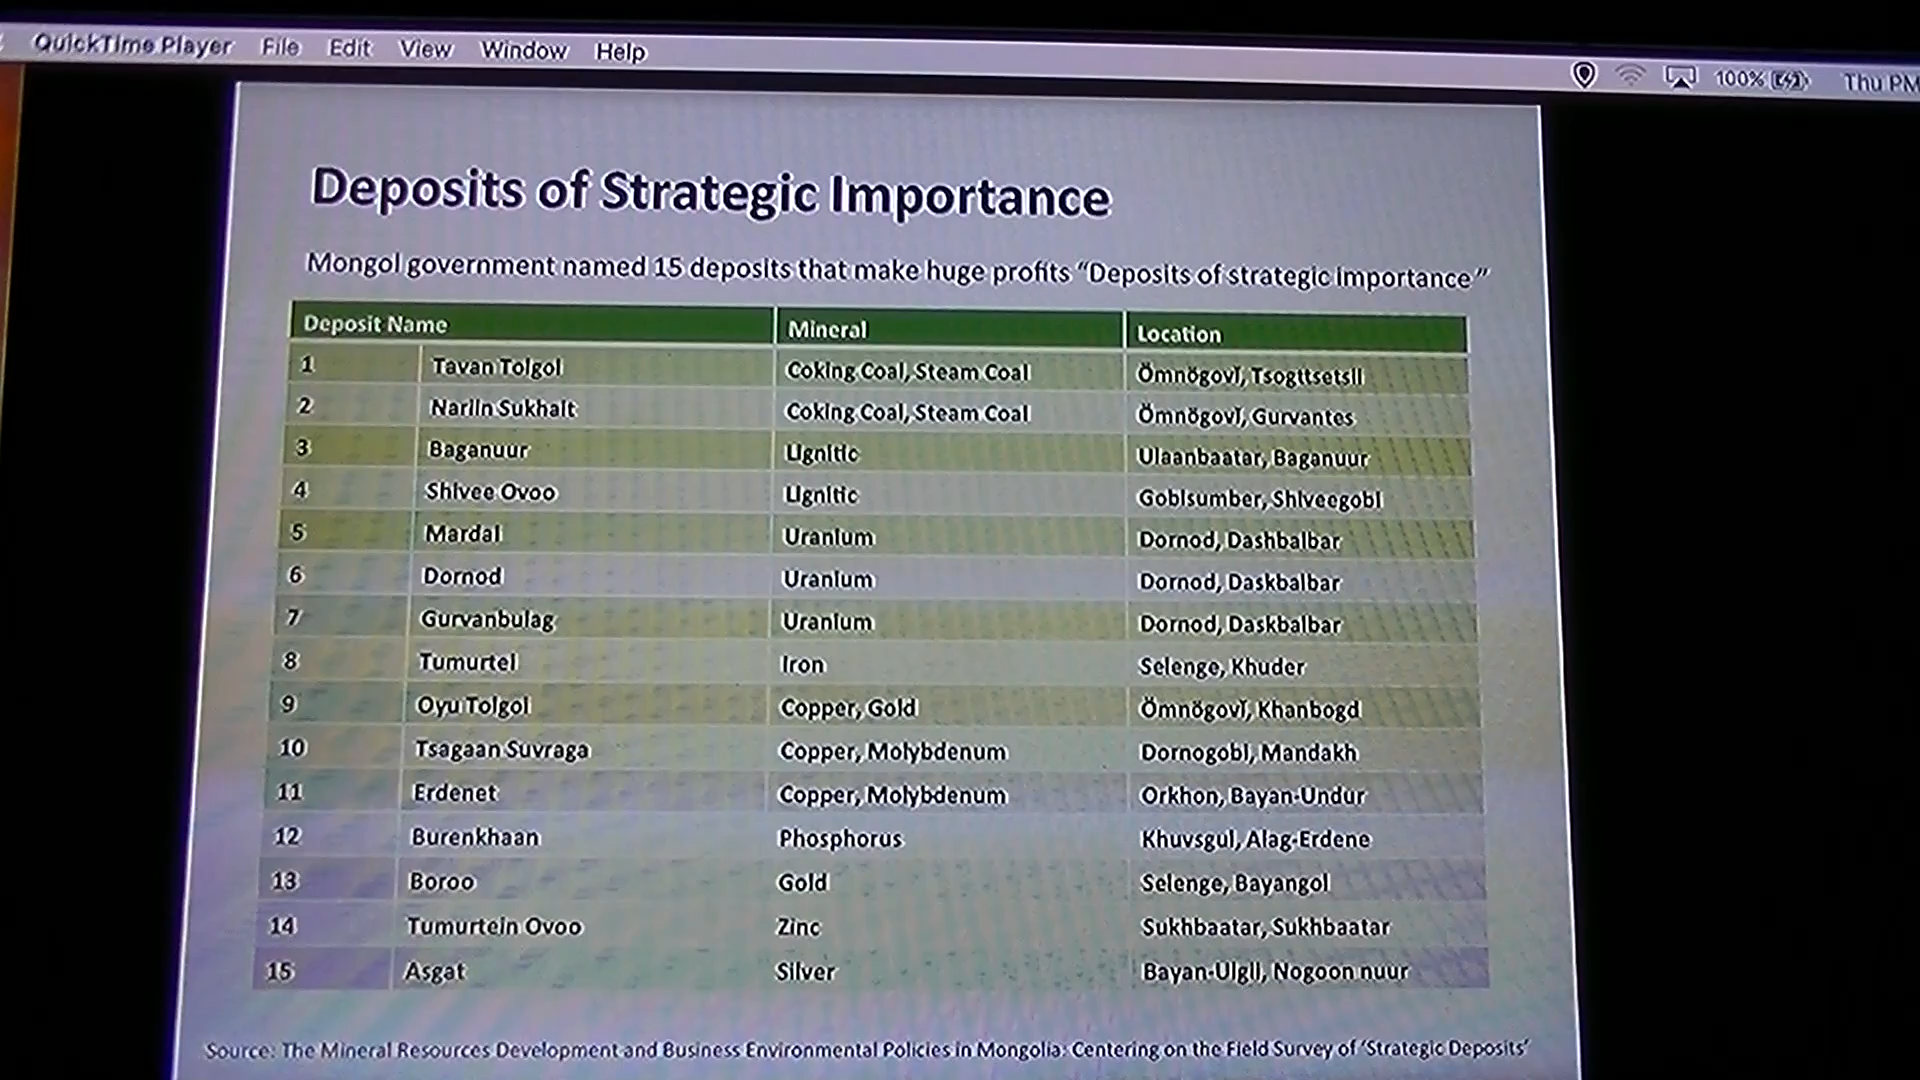 QuickTime Player File Edit View Window Help
100% Thu PM
Deposits of Strategic Importance
Mongol government named 15 deposits that make huge profits “Deposits of strategic importance”
Deposit Name Mineral Location
1 Tavan Tolgoi Coking Coal, Steam Coal Ömnögovĭ, Tsogttsetsii
2 Nariin Sukhait Coking Coal, Steam Coal Ömnögovĭ, Gurvantes
3 Baganuur Lignitic Ulaanbaatar, Baganuur
4 Shivee Ovoo Lignitic Gobisumber, Shiveegobi
5 Mardai Uranium Dornod, Dashbalbar
6 Dornod Uranium Dornod, Daskbalbar
7 Gurvanbulag Uranium Dornod, Daskbalbar
8 Tumurtei Iron Selenge, Khuder
9 Oyu Tolgoi Copper, Gold Ömnögovĭ, Khanbogd
10 Tsagaan Suvraga Copper, Molybdenum Dornogobi, Mandakh
11 Erdenet Copper, Molybdenum Orkhon, Bayan-Undur
12 Burenkhaan Phosphorus Khuvsgul, Alag-Erdene
13 Boroo Gold Selenge, Bayangol
14 Tumurtein Ovoo Zinc Sukhbaatar, Sukhbaatar
15 Asgat Silver Bayan-Ulgii, Nogoon nuur
Source: The Mineral Resources Development and Business Environmental Policies in Mongolia: Centering on the Field Survey of ‘Strategic Deposits’